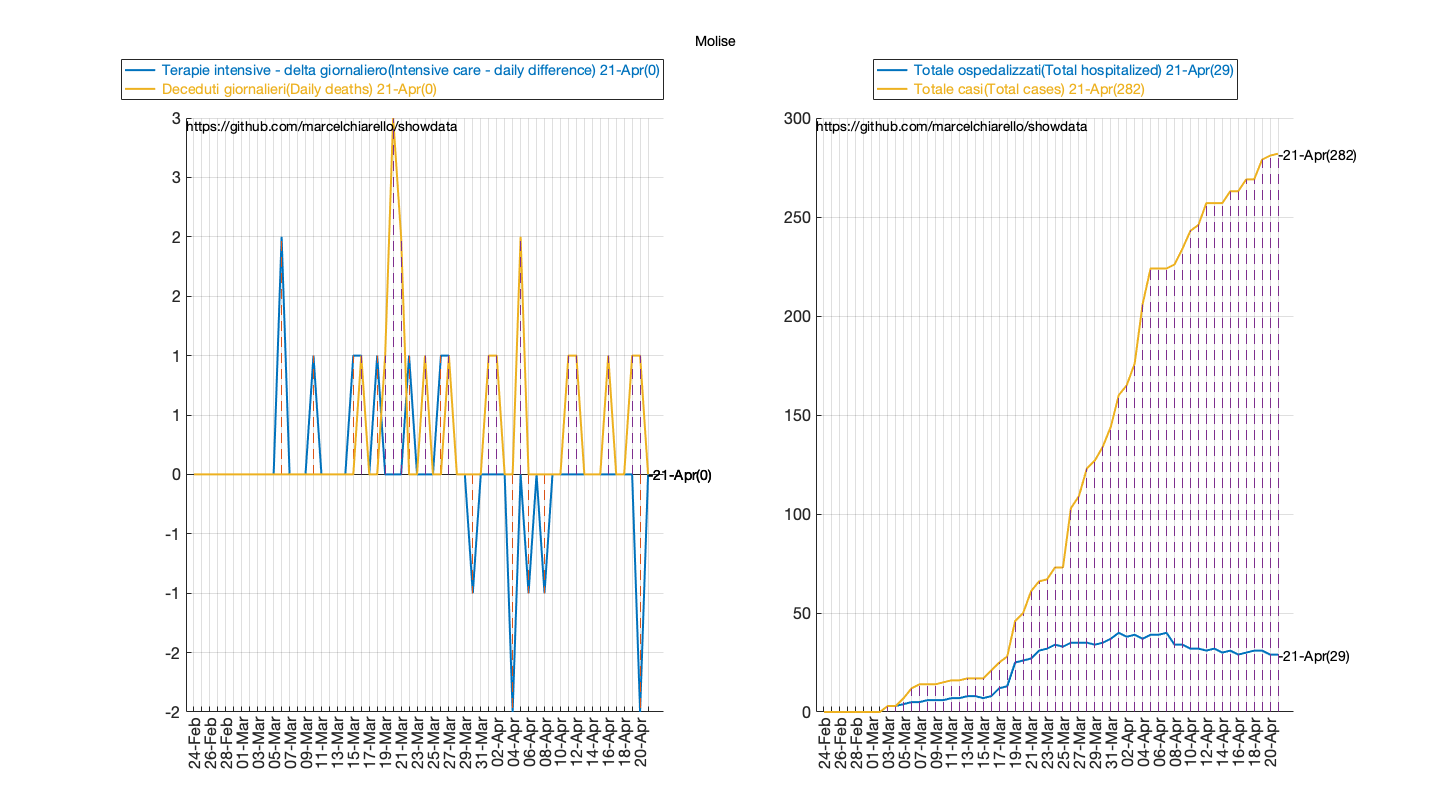 Molise
Terapie intensive - delta giornaliero(Intensive care - daily difference) 21-Apr(0)
Deceduti giornalieri(Daily deaths) 21-Apr(0)
https://github.com/marcelchiarello/showdata
3
3
2
2
1
1
0
-1
-1
-2
-2
-21-Apr(0)
24-Feb
26-Feb
28-Feb
01-Mar
03-Mar
05-Mar
07-Mar
09-Mar
11-Mar
13-Mar
15-Mar
17-Mar
19-Mar
21-Mar
23-Mar
25-Mar
27-Mar
29-Mar
31-Mar
02-Apr
04-Apr
06-Apr
08-Apr
10-Apr
12-Apr
14-Apr
16-Apr
18-Apr
20-Apr
Totale ospedalizzati(Total hospitalized) 21-Apr(29)
Totale casi(Total cases) 21-Apr(282)
https://github.com/marcelchiarello/showdata
300
250
200
150
100
50
0
-21-Apr(282)
-21-Apr(29)
24-Feb
26-Feb
28-Feb
01-Mar
03-Mar
05-Mar
07-Mar
09-Mar
11-Mar
13-Mar
15-Mar
17-Mar
19-Mar
21-Mar
23-Mar
25-Mar
27-Mar
29-Mar
31-Mar
02-Apr
04-Apr
06-Apr
08-Apr
10-Apr
12-Apr
14-Apr
16-Apr
18-Apr
20-Apr